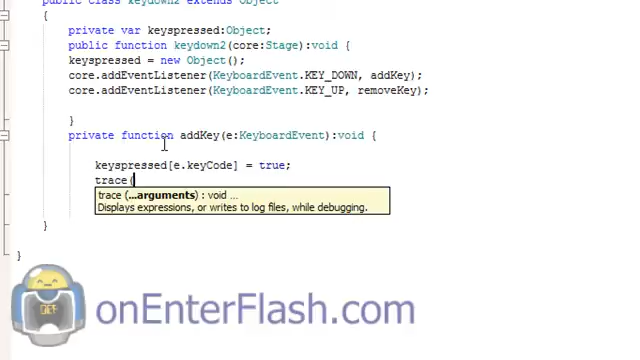 public class keydown2 extends Object
{
private var keyspressed:Object;
public function keydown2(core:Stage):void {
keyspressed = new Object();
core.addEventListener(KeyboardEvent.KEY_DOWN, addKey);
core.addEventListener(KeyboardEvent.KEY_UP, removeKey);
}
private function addKey(e:KeyboardEvent):void {
keyspressed[e.keyCode] = true;
trace(
trace (...arguments) : void ...
Displays expressions, or writes to log files, while debugging.
}
}
OEF
onEnterFlash.com